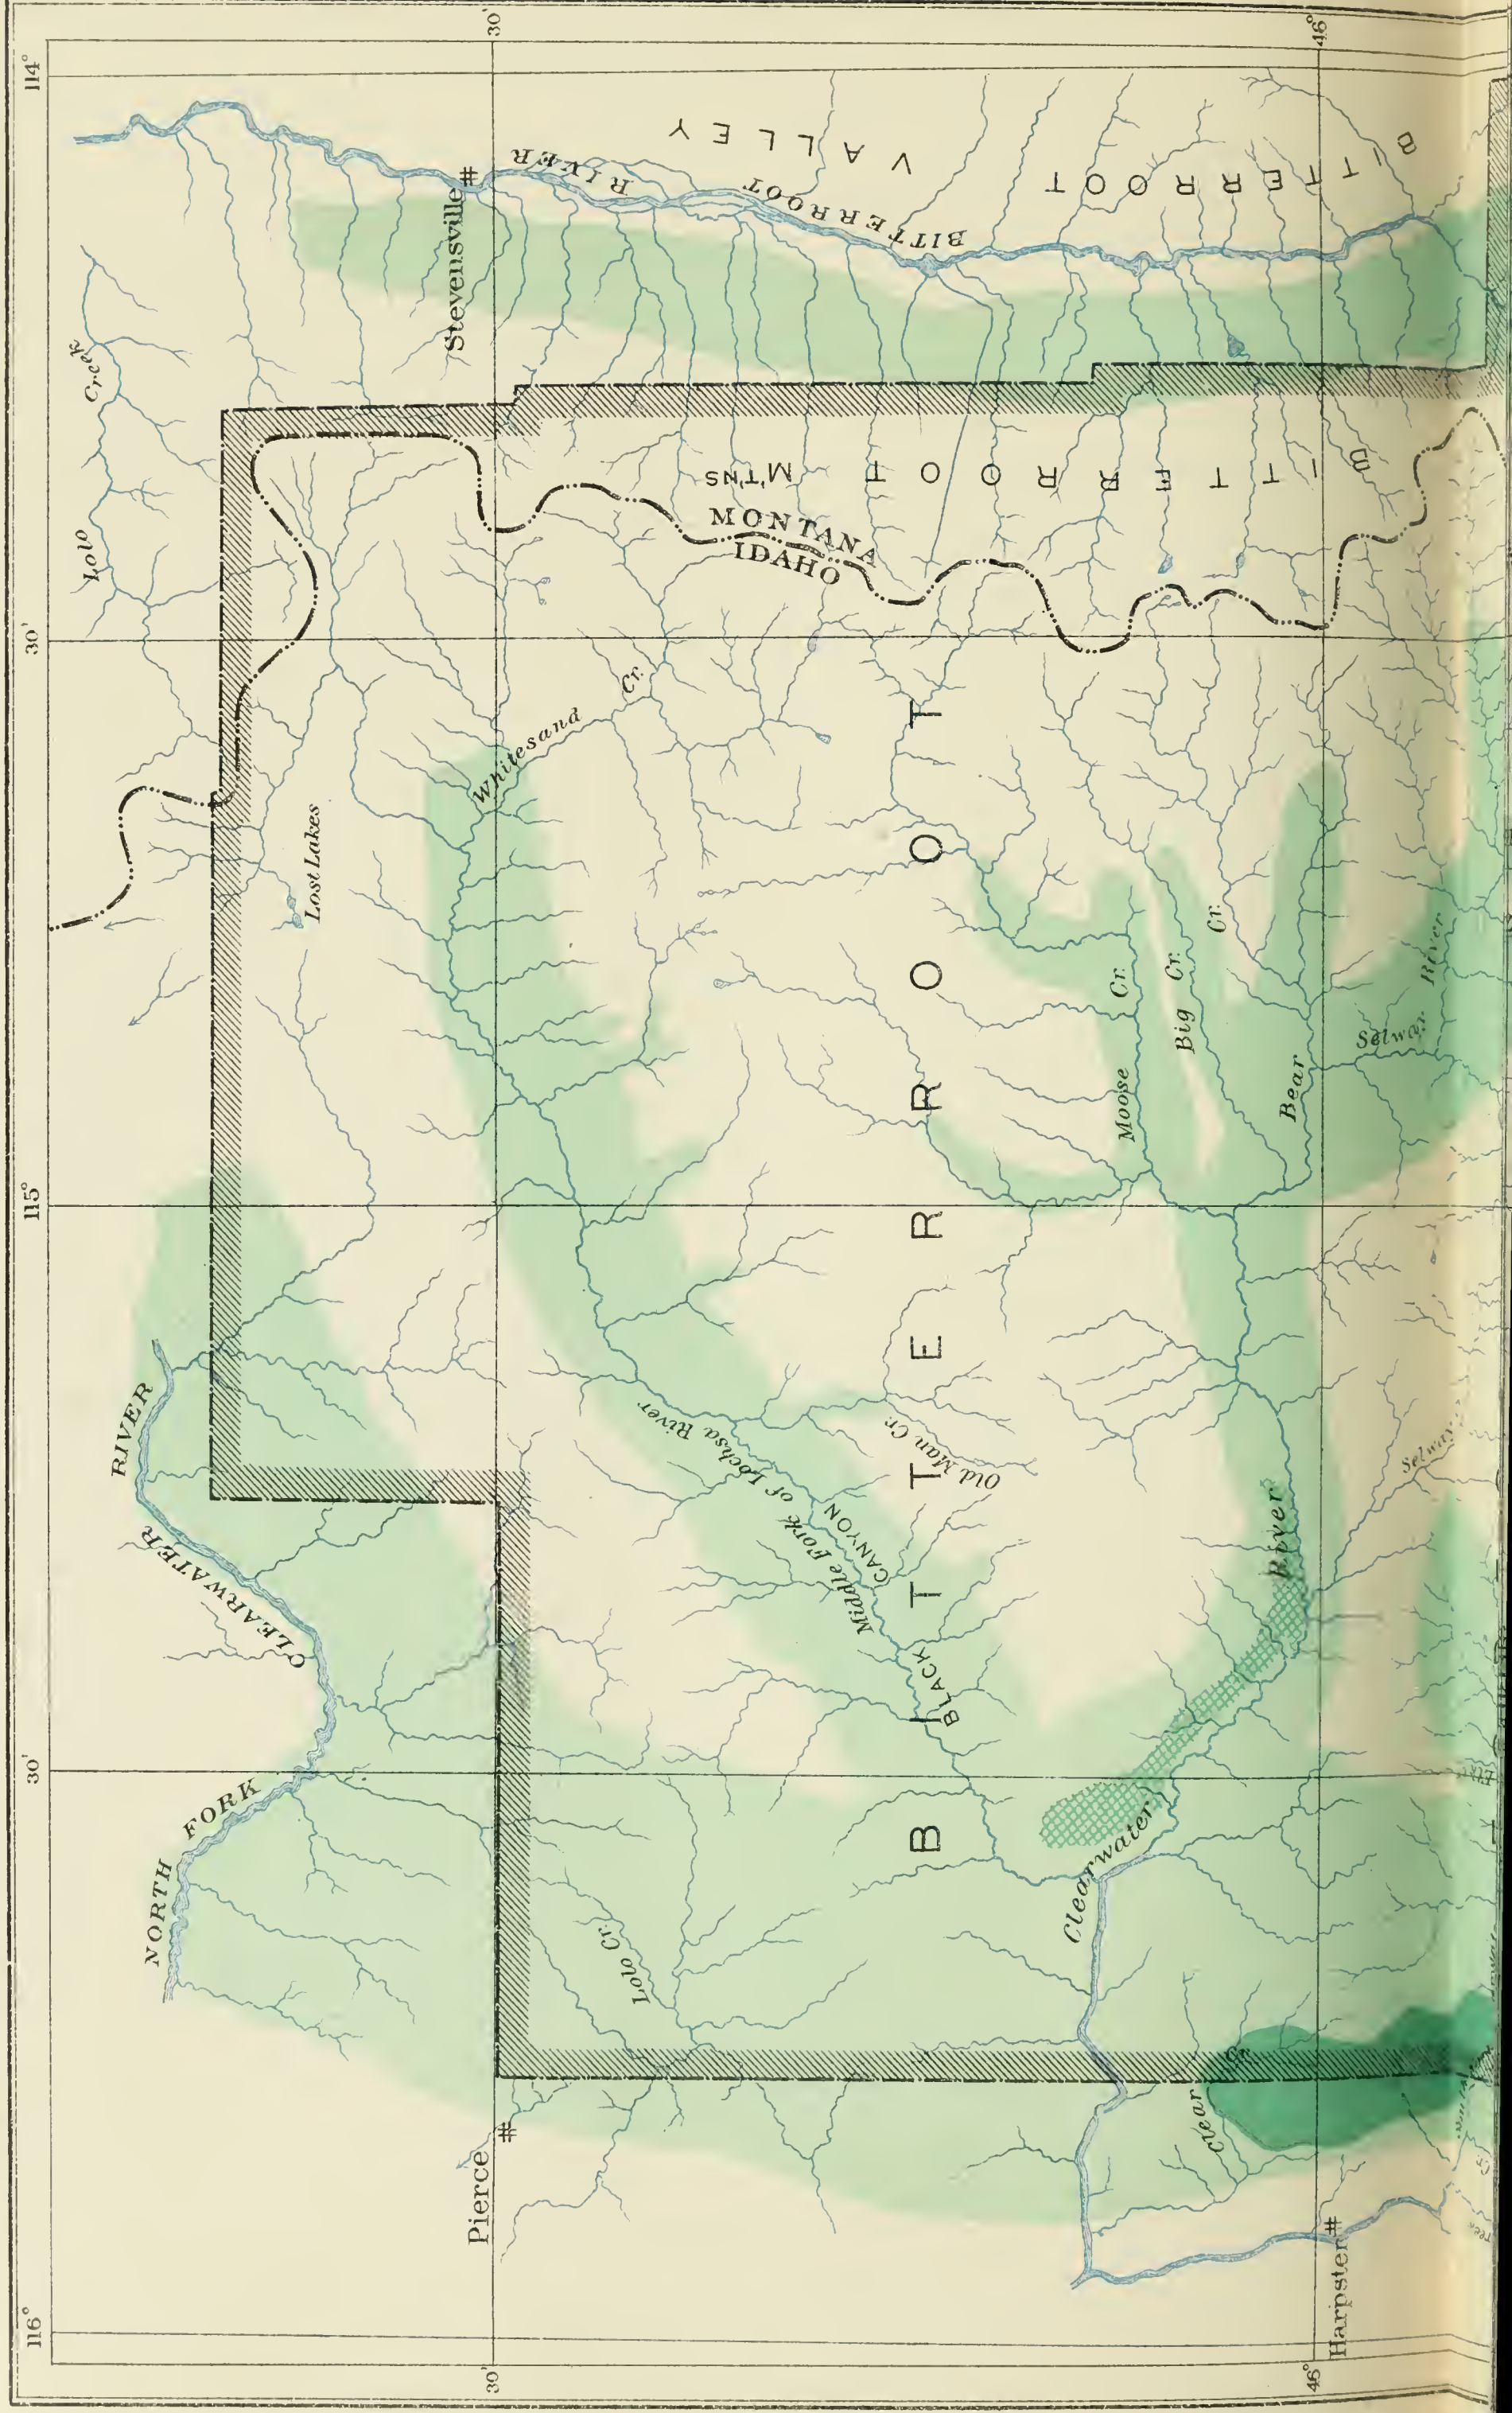 116°
30'
115°
30'
114°
NORTH FORK
CLEARWATER
RIVER
Lolo Creek
Lost Lakes
30'
30'
Pierce
Stevensville
Whitesand Cr.
Lolo Cr.
BITTERROOT RIVER
BITTERROOT VALLEY
MONTANA
IDAHO
BITTERROOT M'T'NS
Middle Fork of Lochsa River
BLACK CANYON
Old Man Cr.
BITTERROOT
Clearwater River
Moose Cr.
Big Cr.
Bear Cr.
Clear Cr.
46°
46°
Harpster
Selway
Selway River